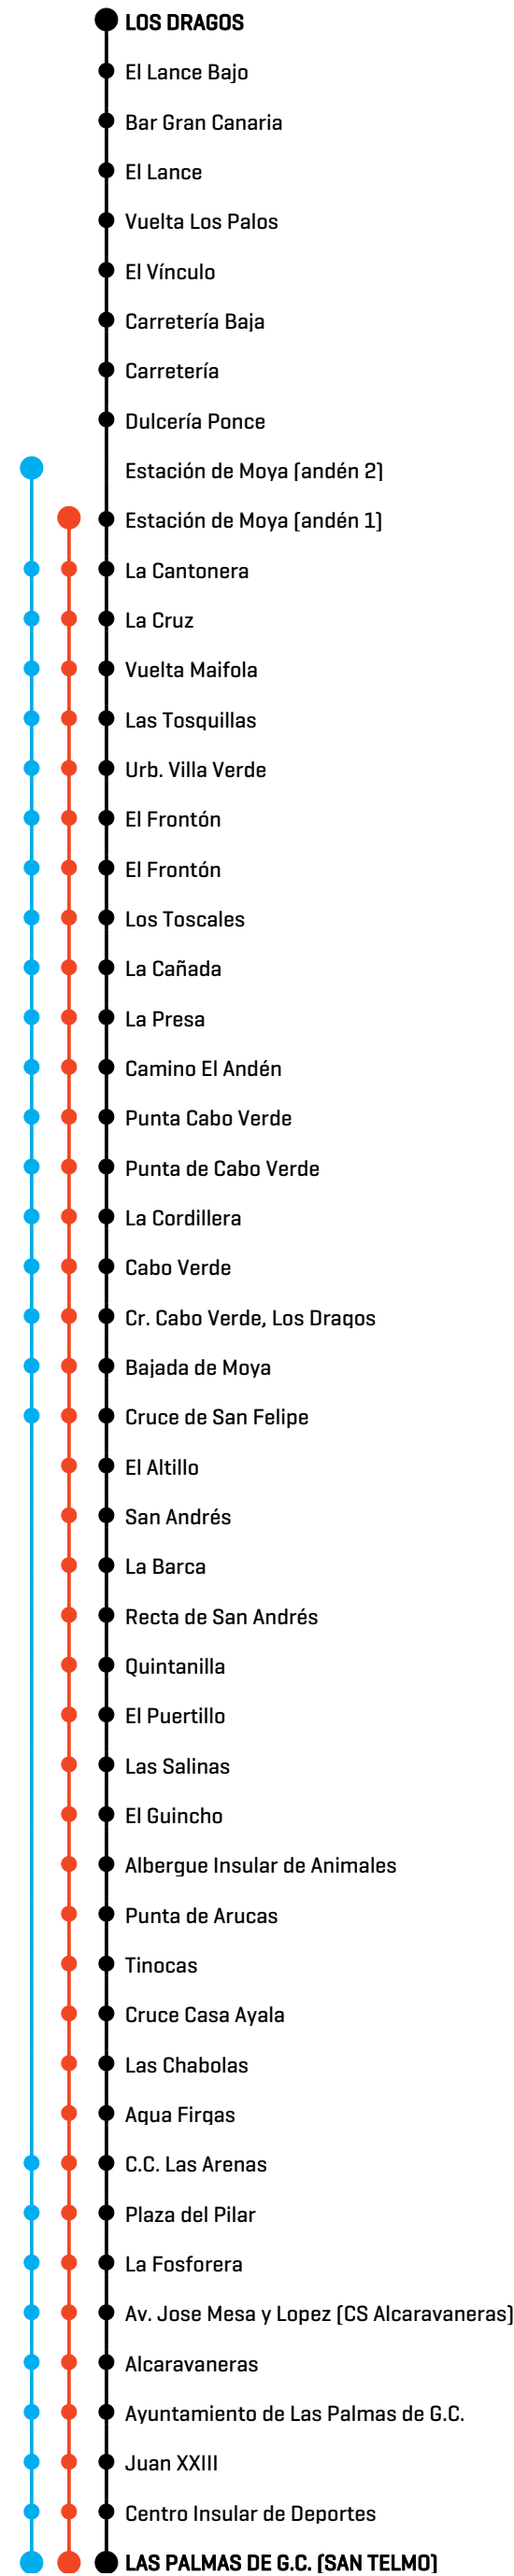 LOS DRAGOS
El Lance Bajo
Bar Gran Canaria
El Lance
Vuelta Los Palos
El Vínculo
Carretería Baja
Carretería
Dulcería Ponce
Estación de Moya (andén 2)
Estación de Moya (andén 1)
La Cantonera
La Cruz
Vuelta Maifola
Las Tosquillas
Urb. Villa Verde
El Frontón
El Frontón
Los Toscales
La Cañada
La Presa
Camino El Andén
Punta Cabo Verde
Punta de Cabo Verde
La Cordillera
Cabo Verde
Cr. Cabo Verde, Los Dragos
Bajada de Moya
Cruce de San Felipe
El Altillo
San Andrés
La Barca
Recta de San Andrés
Quintanilla
El Puertillo
Las Salinas
El Guincho
Albergue Insular de Animales
Punta de Arucas
Tinocas
Cruce Casa Ayala
Las Chabolas
Agua Firgas
C.C. Las Arenas
Plaza del Pilar
La Fosforera
Av. Jose Mesa y Lopez (CS Alcaravaneras)
Alcaravaneras
Ayuntamiento de Las Palmas de G.C.
Juan XXIII
Centro Insular de Deportes
LAS PALMAS DE G.C. (SAN TELMO)